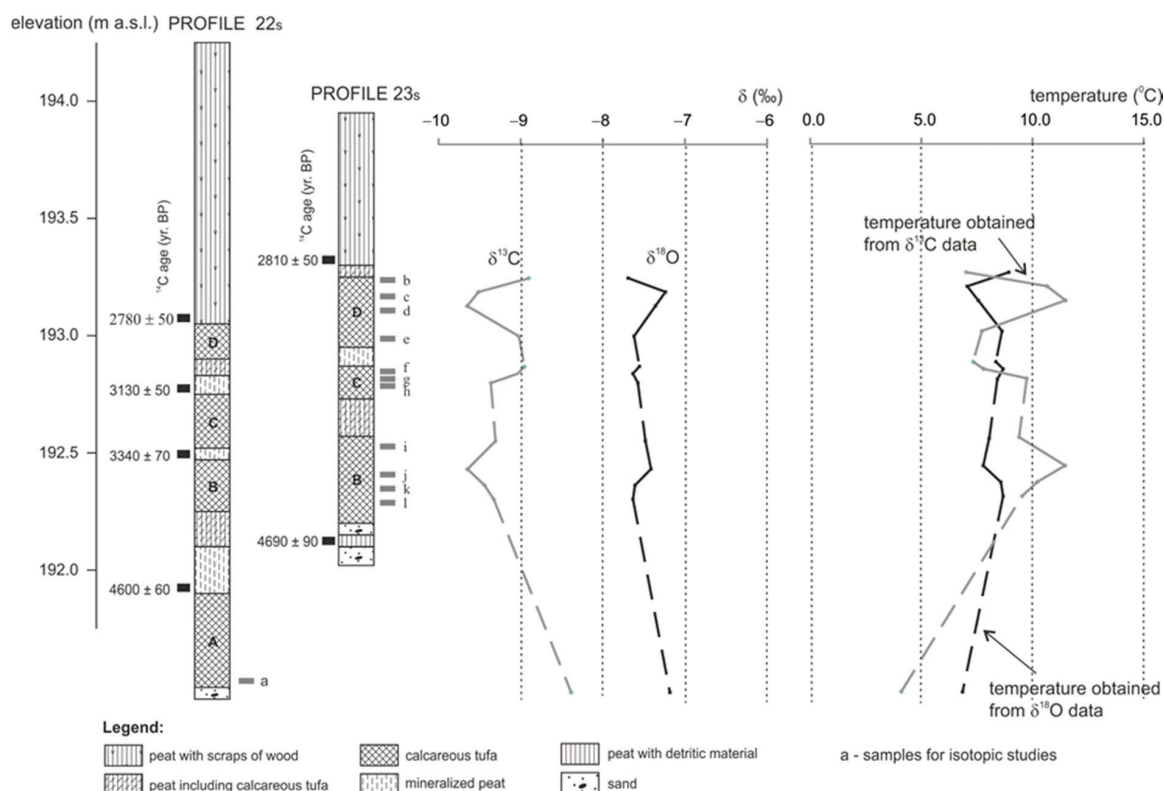 elevation (m a.s.l.) PROFILE 22s
PROFILE 23s
δ (‰)
temperature (⁰C)
−10 −9 −8 −7 −6
0.0 5.0 10.0 15.0
194.0
193.5
193.0
192.5
192.0
¹⁴C age (yr. BP)
2780 ± 50
3130 ± 50
3340 ± 70
4600 ± 60
D
C
B
A
a
¹⁴C age (yr. BP)
2810 ± 50
4690 ± 90
D
C
B
b
c
d
e
f
g
h
i
j
k
l
δ¹³C
δ¹⁸O
temperature obtained
from δ¹³C data
temperature obtained
from δ¹⁸O data
Legend:
peat with scraps of wood
calcareous tufa
peat with detritic material
a - samples for isotopic studies
peat including calcareous tufa
mineralized peat
sand